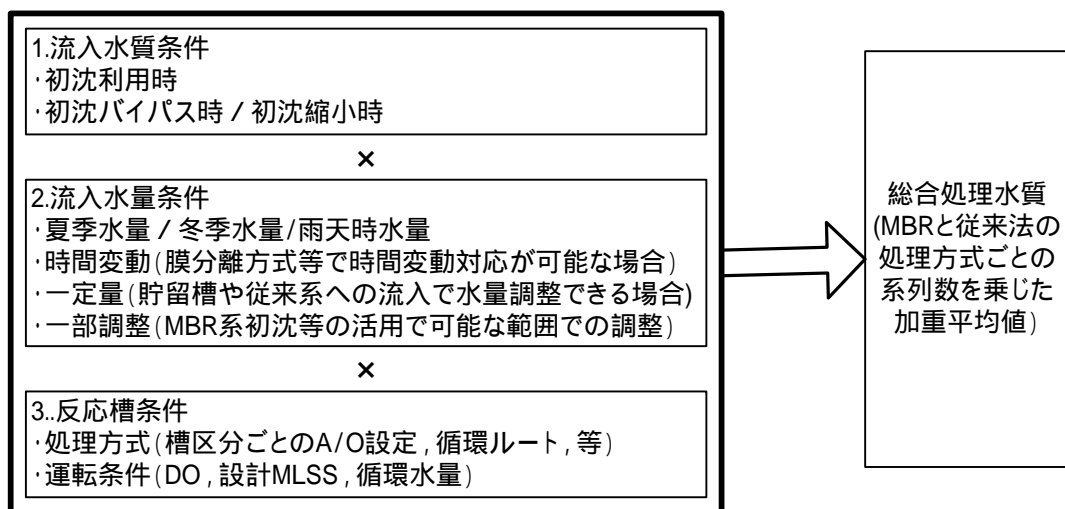 1.流入水質条件
・初沈利用時
・初沈バイパス時 / 初沈縮小時
×
2.流入水量条件
・夏季水量 / 冬季水量/雨天時水量
・時間変動(膜分離方式等で時間変動対応が可能な場合)
・一定量(貯留槽や従来系への流入で水量調整できる場合)
・一部調整(MBR系初沈等の活用で可能な範囲での調整)
×
3..反応槽条件
・処理方式(槽区分ごとのA/O設定,循環ルート,等)
・運転条件(DO,設計MLSS,循環水量)
総合処理水質
(MBRと従来法の
処理方式ごとの
系列数を乗じた
加重平均値)